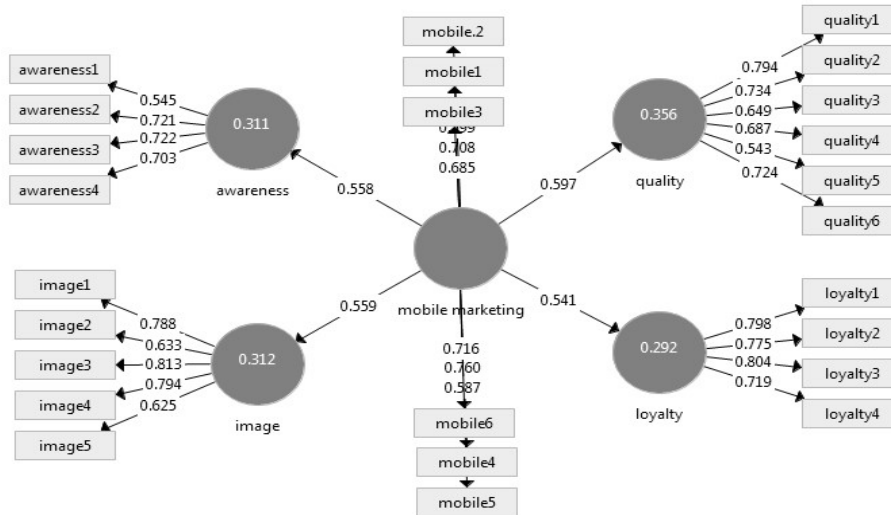 awareness1
awareness2
awareness3
awareness4
0.545
0.721
0.722
0.703
0.311
awareness
0.558
mobile.2
mobile1
mobile3
0.708
0.685
quality1
quality2
quality3
quality4
quality5
quality6
0.794
0.734
0.649
0.687
0.543
0.724
0.356
quality
0.597
mobile marketing
image1
image2
image3
image4
image5
0.788
0.633
0.813
0.794
0.625
0.312
image
0.559
0.716
0.760
0.587
mobile6
mobile4
mobile5
0.541
0.292
loyalty
0.798
0.775
0.804
0.719
loyalty1
loyalty2
loyalty3
loyalty4